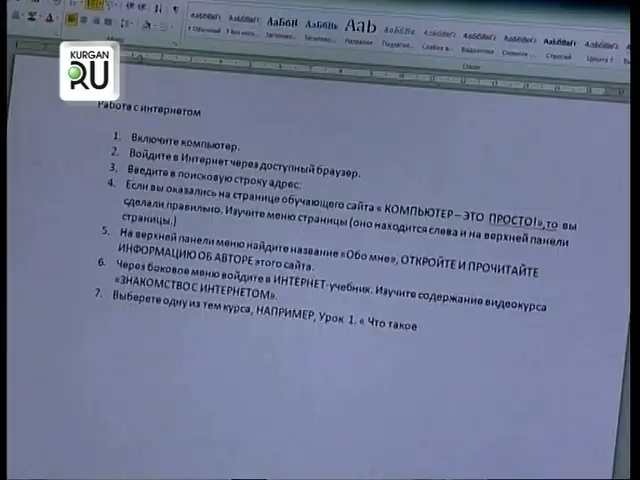 KURGAN
RU
Работа с интернетом
1. Включите компьютер.
2. Войдите в Интернет через доступный браузер.
3. Введите в поисковую строку адрес:
4. Если вы оказались на странице обучающего сайта « КОМПЬЮТЕР – ЭТО ПРОСТО!»,то вы
сделали правильно. Изучите меню страницы (оно находится слева и на верхней панели
страницы.)
5. На верхней панели меню найдите название «Обо мне», ОТКРОЙТЕ И ПРОЧИТАЙТЕ
ИНФОРМАЦИЮ ОБ АВТОРЕ этого сайта.
6. Через боковое меню войдите в ИНТЕРНЕТ-учебник. Изучите содержание видеокурса
«ЗНАКОМСТВО С ИНТЕРНЕТОМ».
7. Выберете одну из тем курса, НАПРИМЕР, Урок 1. « Что такое